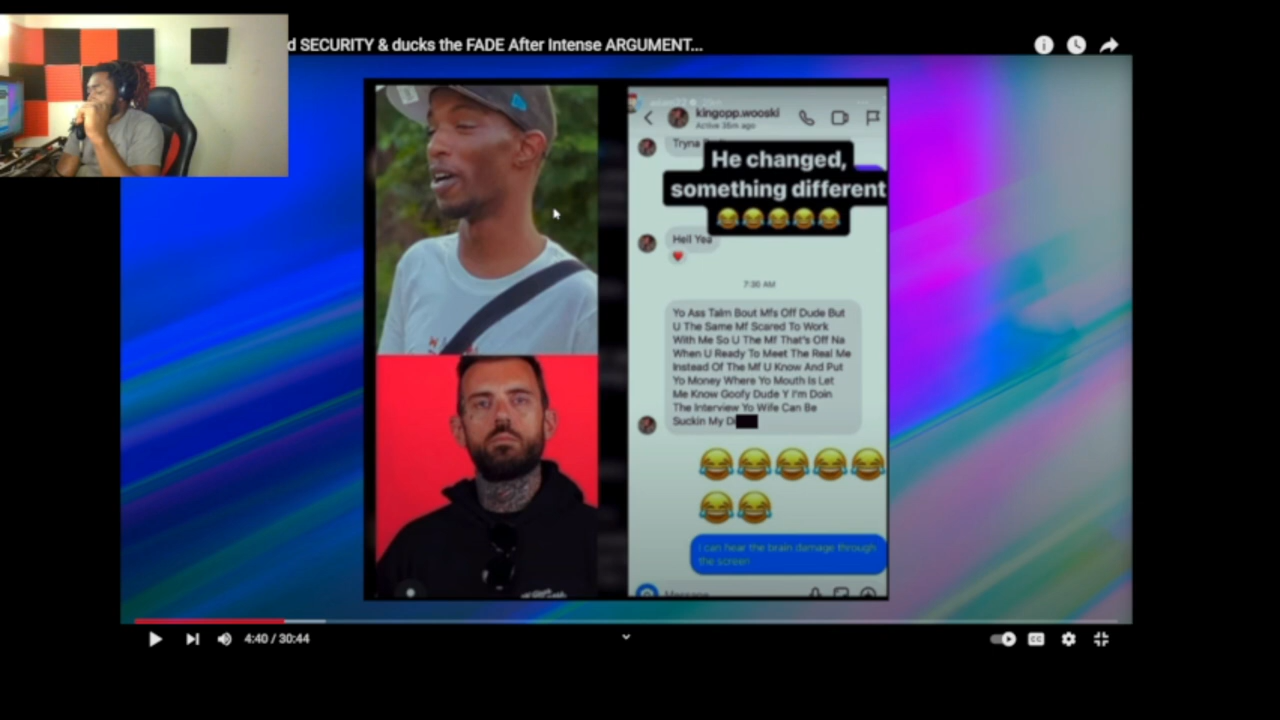 d SECURITY & ducks the FADE After Intense ARGUMENT...
kingopp.wooski
Active 35m ago
Tryna
He changed,
something different
😂😂😂😂😂
Hell Yea
❤️
7:30 AM
Yo Ass Talm Bout Mfs Off Dude But
U The Same Mf Scared To Work
With Me So U The Mf That's Off Na
When U Ready To Meet The Real Me
Instead Of The Mf U Know And Put
Yo Money Where Yo Mouth Is Let
Me Know Goofy Dude Y I'm Doin
The Interview Yo Wife Can Be
Suckin My D
😂😂😂😂😂
😂😂
I can hear the brain damage through
the screen
Message
4:40 / 30:44
CC